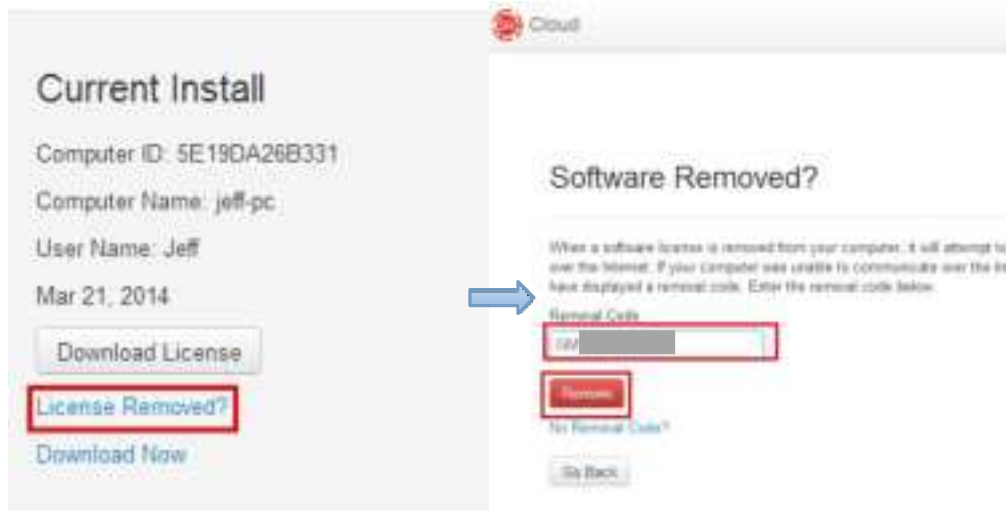 Current Install
Computer ID: 5E19DA26B331
Computer Name: jeff-pc
User Name: Jeff
Mar 21, 2014
Download License
License Removed?
Download Now
Cloud
Software Removed?
When a software license is removed from your computer, it will attempt to
over the Internet. If your computer was unable to communicate over the
have displayed a removal code. Enter the removal code below.
Removal Code
Remove
No Removal Code?
Go Back